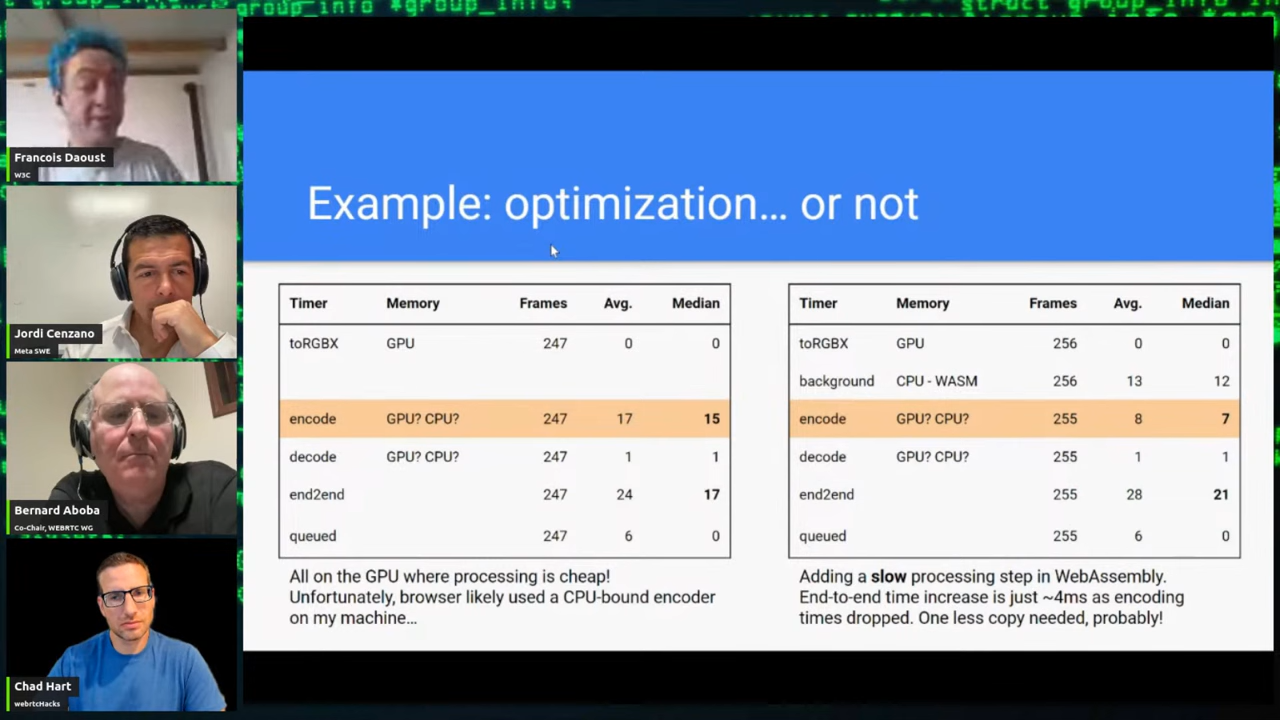 struct group_info *group_info;
Francois Daoust
W3C
Jordi Cenzano
Meta SWE
Bernard Aboba
Co-Chair, WEBRTC WG
Chad Hart
webrtcHacks
Example: optimization... or not
Timer Memory Frames Avg. Median
toRGBX GPU 247 0 0
encode GPU? CPU? 247 17 15
decode GPU? CPU? 247 1 1
end2end 247 24 17
queued 247 6 0
All on the GPU where processing is cheap!
Unfortunately, browser likely used a CPU-bound encoder
on my machine...
Timer Memory Frames Avg. Median
toRGBX GPU 256 0 0
background CPU - WASM 256 13 12
encode GPU? CPU? 255 8 7
decode GPU? CPU? 255 1 1
end2end 255 28 21
queued 255 6 0
Adding a slow processing step in WebAssembly.
End-to-end time increase is just ~4ms as encoding
times dropped. One less copy needed, probably!